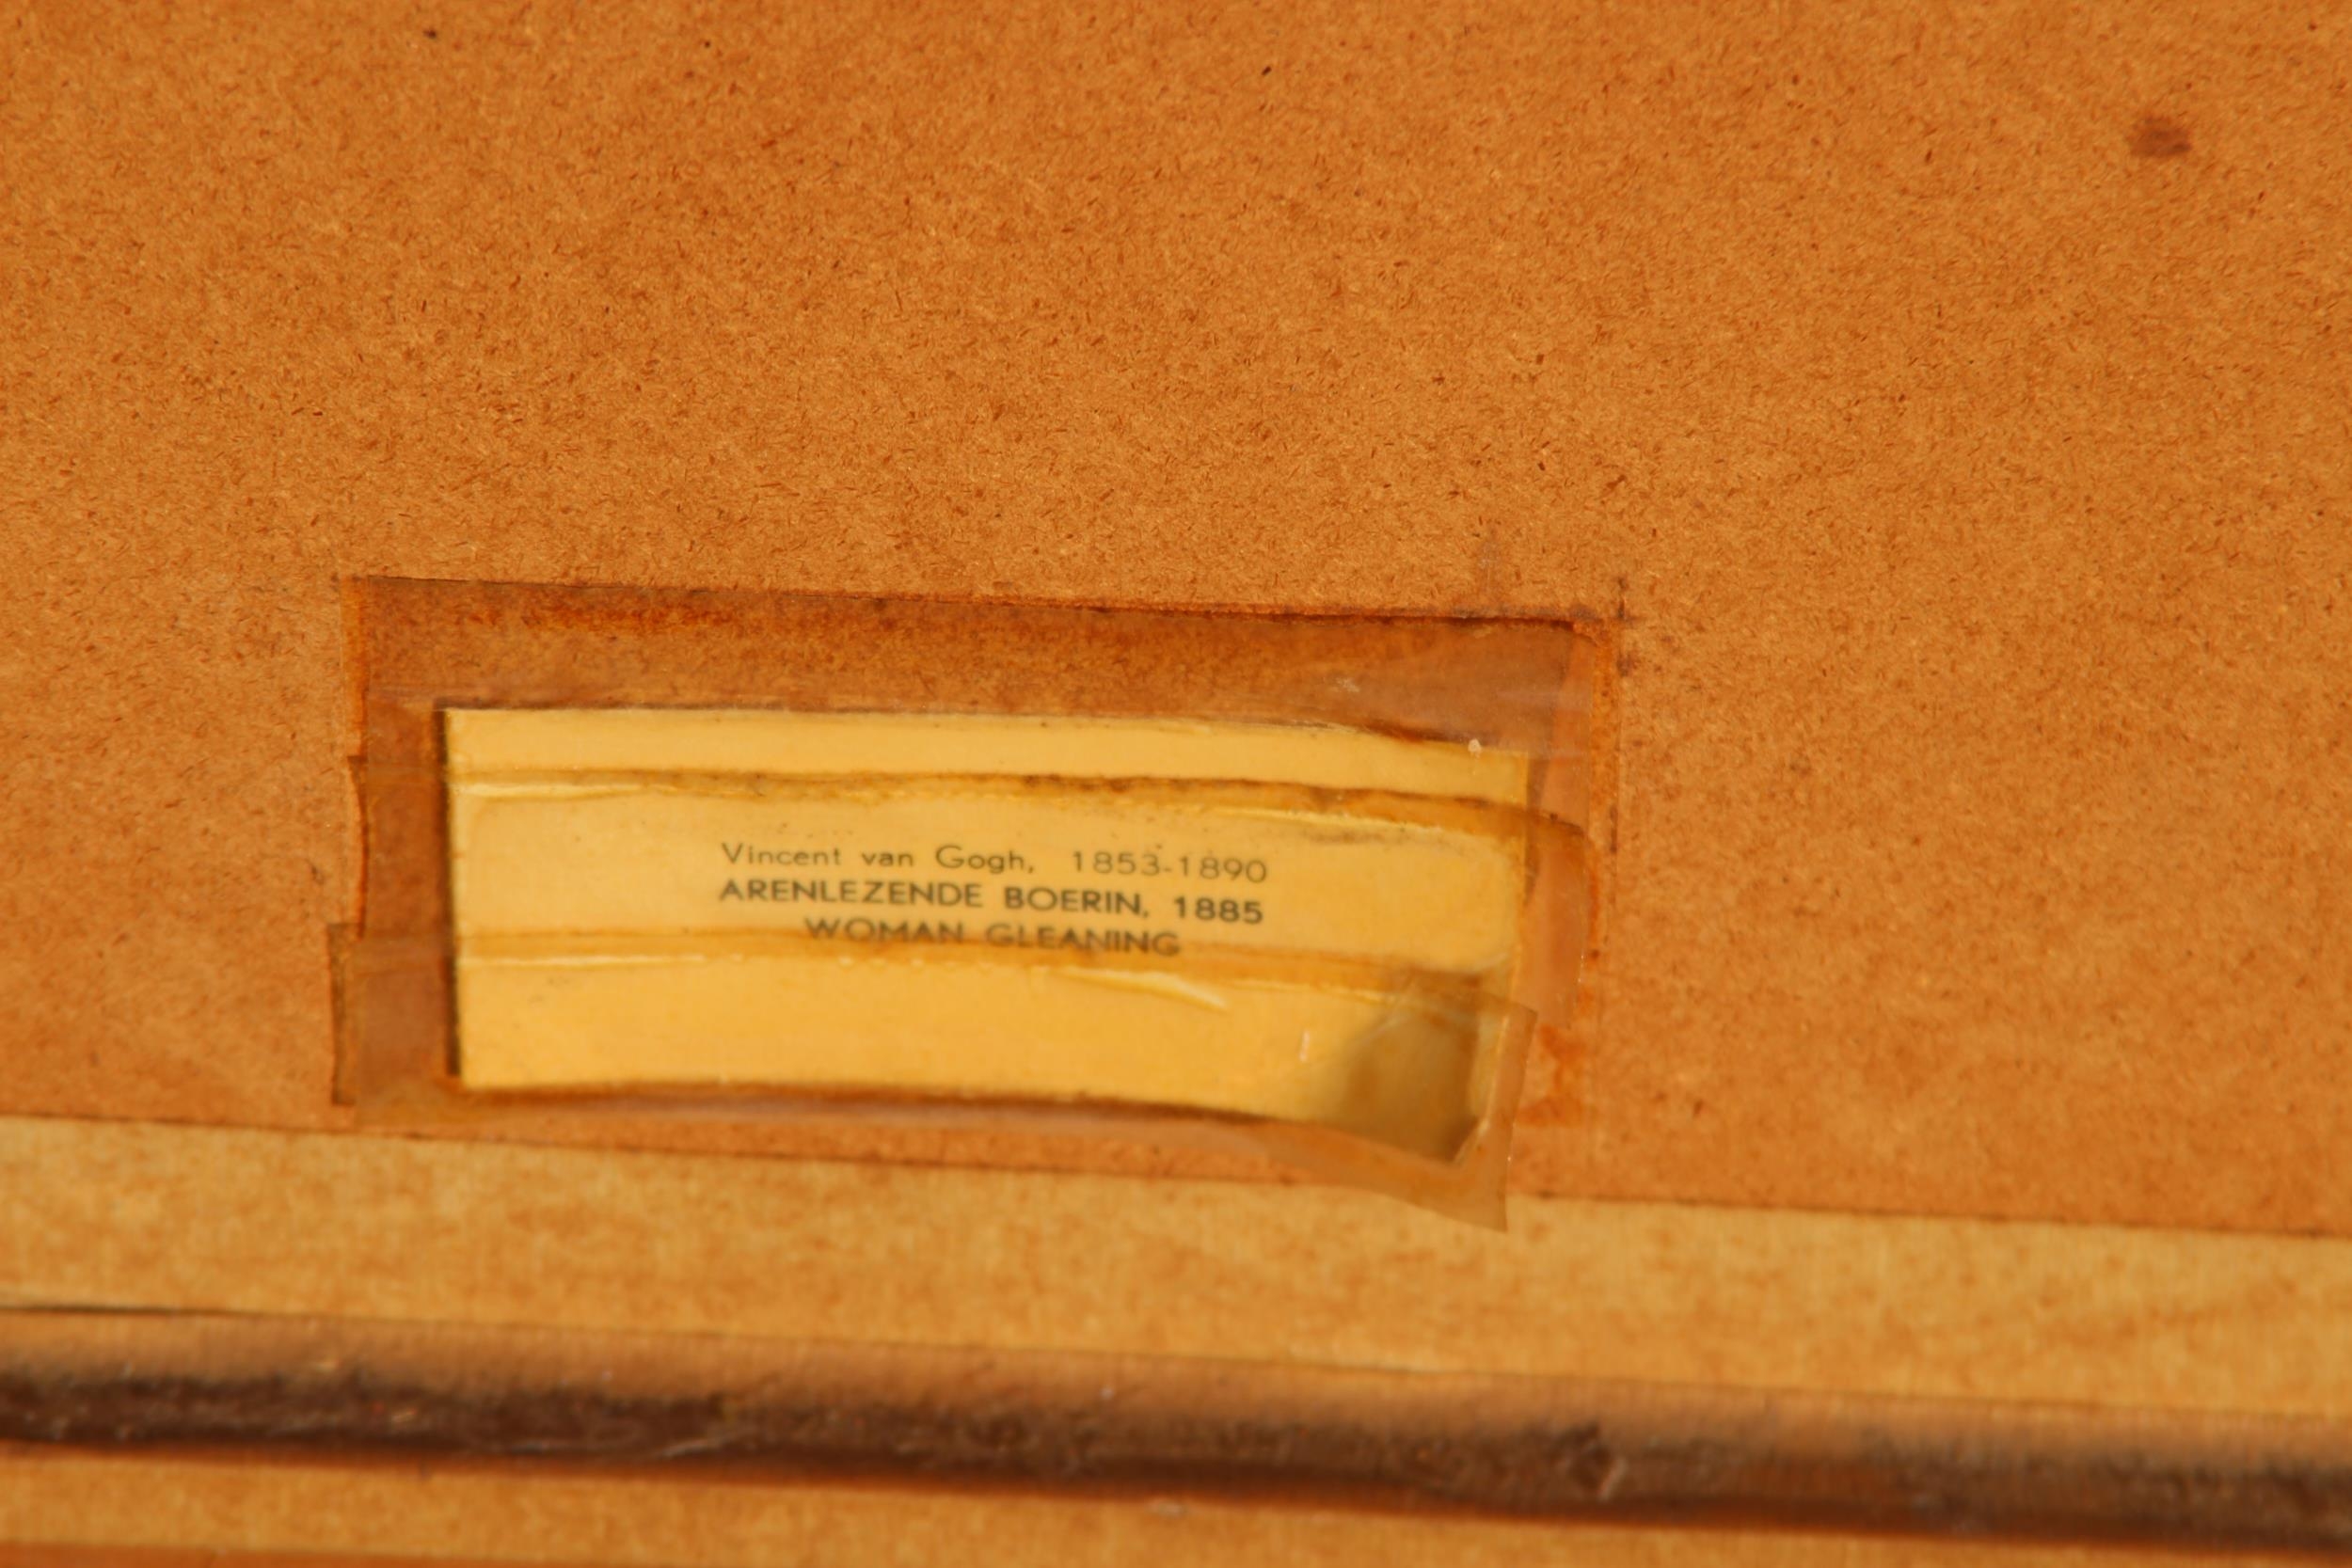 Vincent van Gogh, 1853-1890
ARENLEZENDE BOERIN, 1885
WOMAN GLEANING